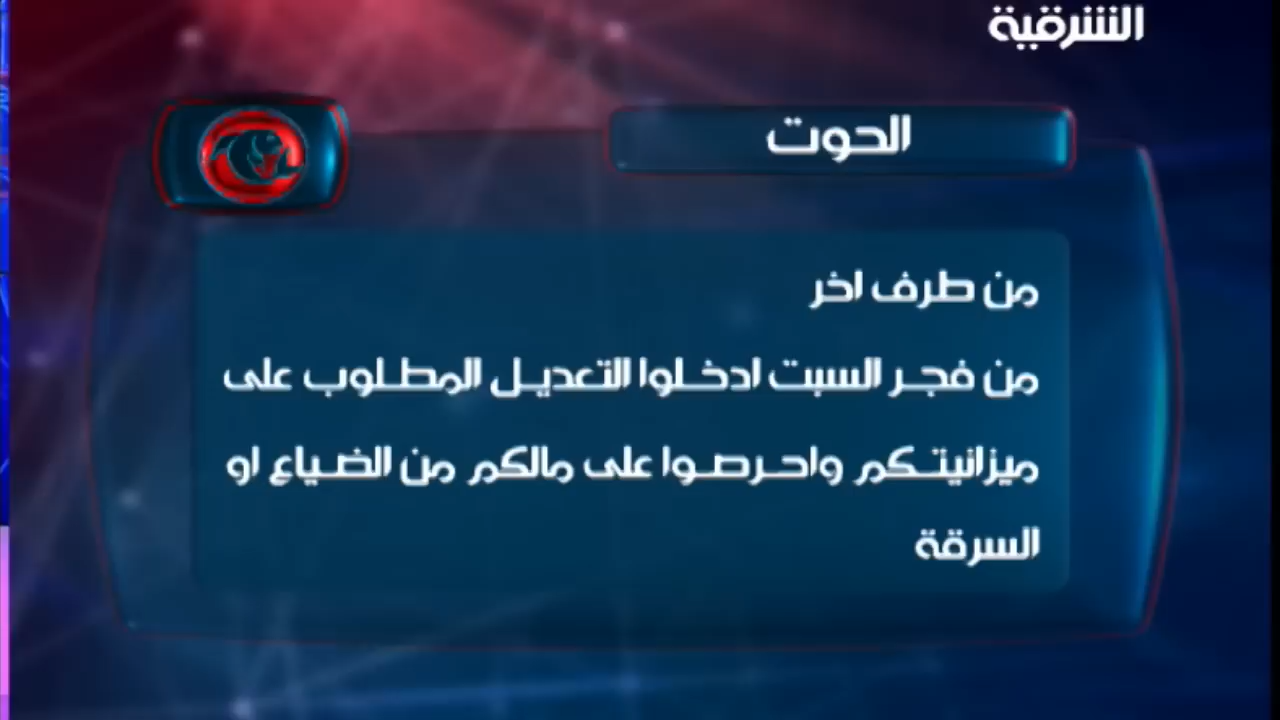 الشرقية
الحوت
من طرف اخر
من فجر السبت ادخلوا التعديل المطلوب على
ميزانيتكم واحرصوا على مالكم من الضياع او
السرقة